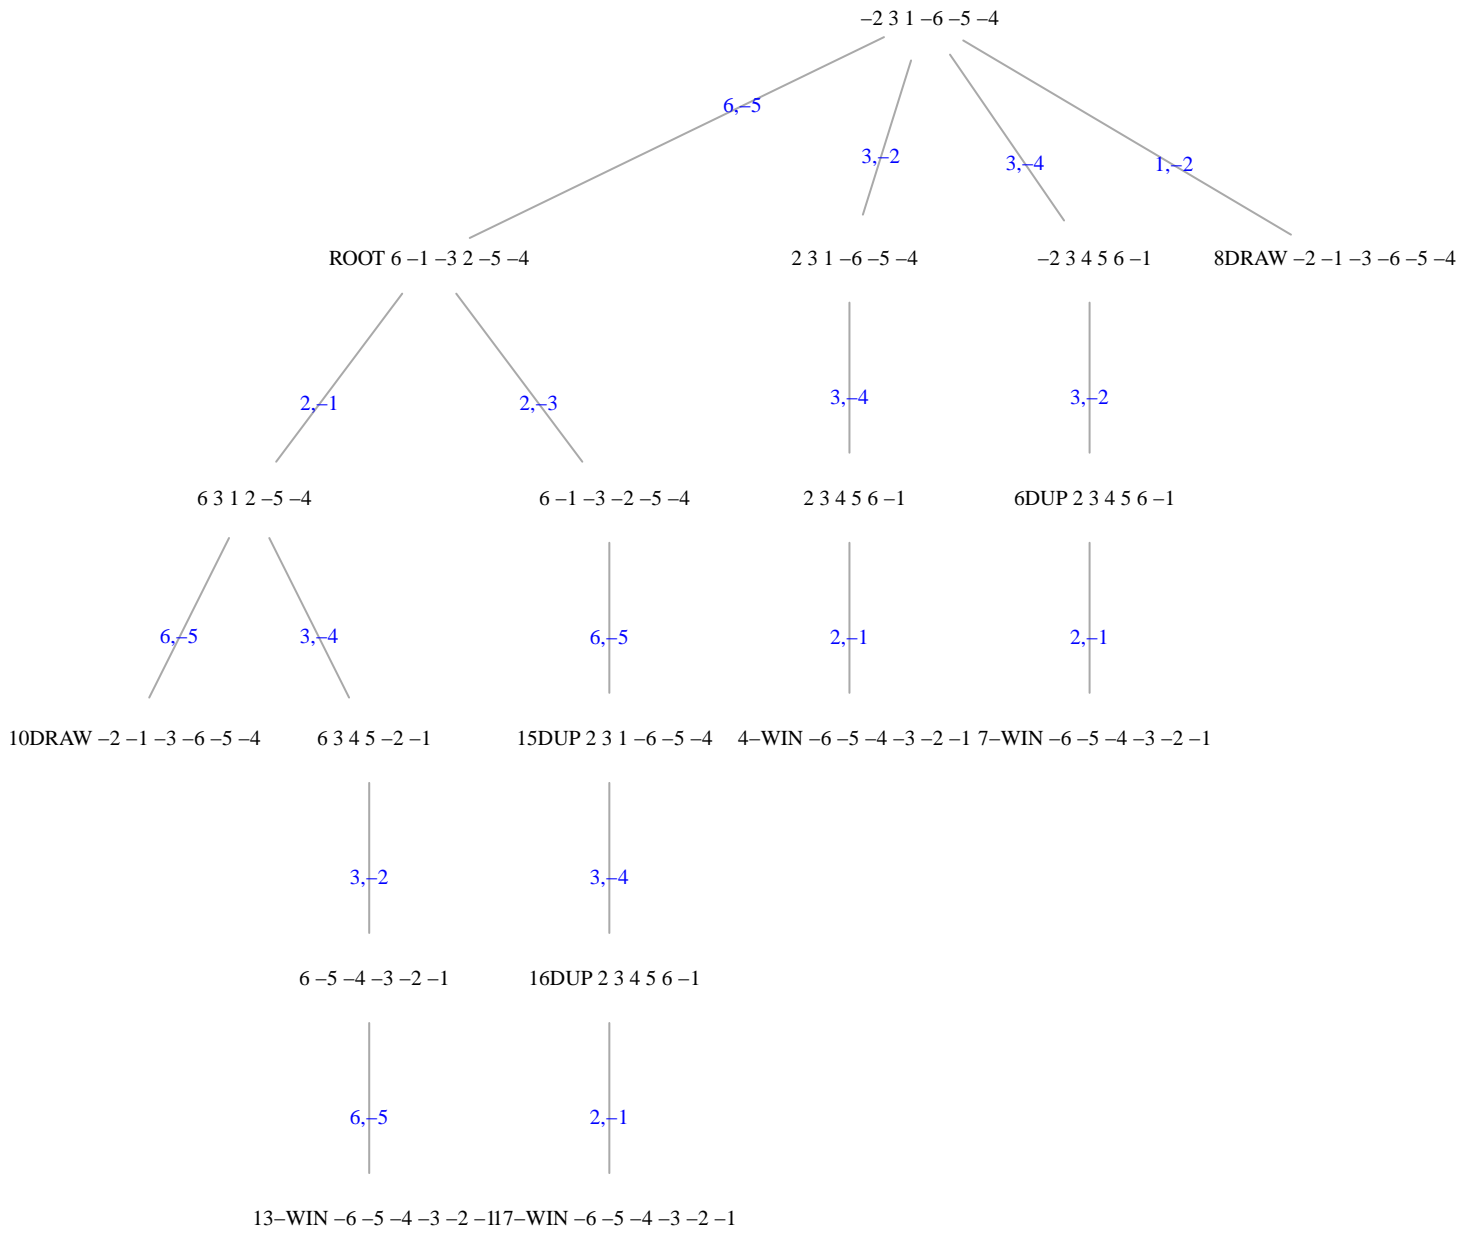 –2 3 1 –6 –5 –4
6,–5
3,–2
3,–4
1,–2
ROOT 6 –1 –3 2 –5 –4
2 3 1 –6 –5 –4
–2 3 4 5 6 –1
8DRAW –2 –1 –3 –6 –5 –4
2,–1
2,–3
3,–4
3,–2
6 3 1 2 –5 –4
6 –1 –3 –2 –5 –4
2 3 4 5 6 –1
6DUP 2 3 4 5 6 –1
6,–5
3,–4
6,–5
2,–1
2,–1
10DRAW –2 –1 –3 –6 –5 –4
6 3 4 5 –2 –1
15DUP 2 3 1 –6 –5 –4
4–WIN –6 –5 –4 –3 –2 –1
7–WIN –6 –5 –4 –3 –2 –1
3,–2
3,–4
6 –5 –4 –3 –2 –1
16DUP 2 3 4 5 6 –1
6,–5
2,–1
13–WIN –6 –5 –4 –3 –2 –1
17–WIN –6 –5 –4 –3 –2 –1